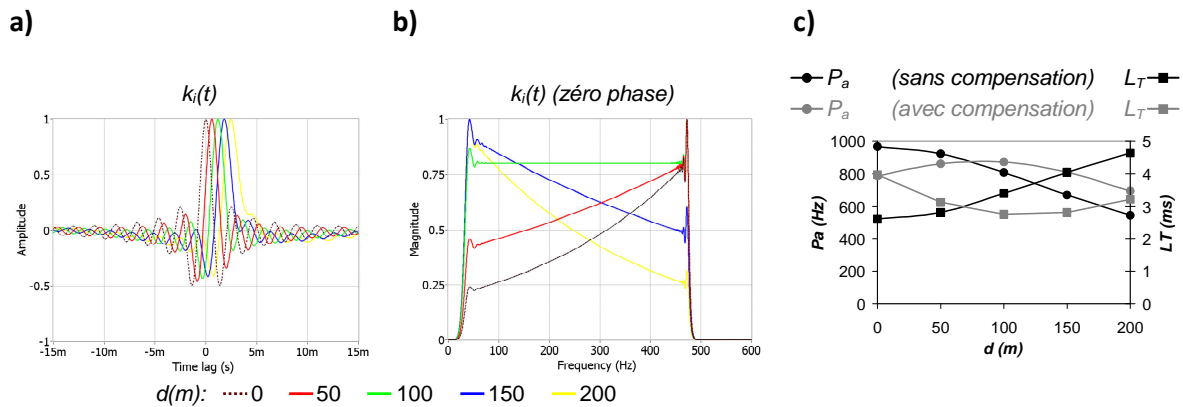 a)
kᵢ(t)
Amplitude
1
0.5
0
-0.5
-1
-15m -10m -5m 0 5m 10m 15m
Time lag (s)
b)
kᵢ(t) (zéro phase)
Magnitude
1
0.75
0.5
0.25
0
0 100 200 300 400 500 600
Frequency (Hz)
d(m): 0 50 100 150 200
c)
Pₐ (sans compensation) L_T
Pₐ (avec compensation) L_T
Pa (Hz)
1000
800
600
400
200
0
5
4
3
2
1
0
LT (ms)
0 50 100 150 200
d (m)